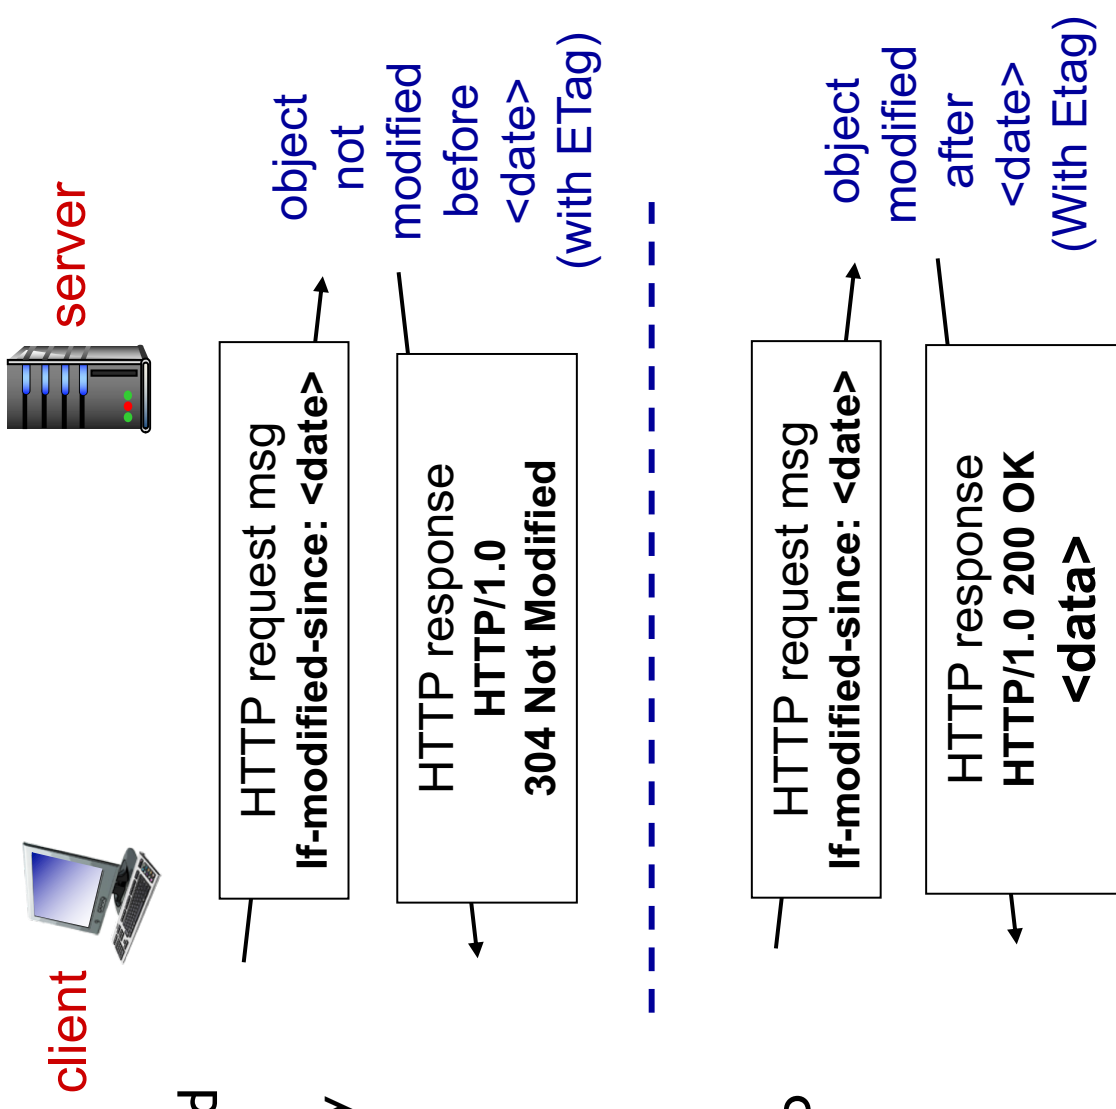 client
server
HTTP request msg
If-modified-since: <date>
object
not
modified
before
<date>
(with ETag)
HTTP response
HTTP/1.0
304 Not Modified
HTTP request msg
If-modified-since: <date>
object
modified
after
<date>
(With Etag)
HTTP response
HTTP/1.0 200 OK
<data>